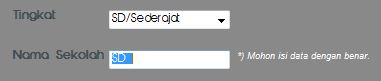 Tingkat SD/Sederajat
Nama Sekolah SD *) Mohon isi data dengan benar.